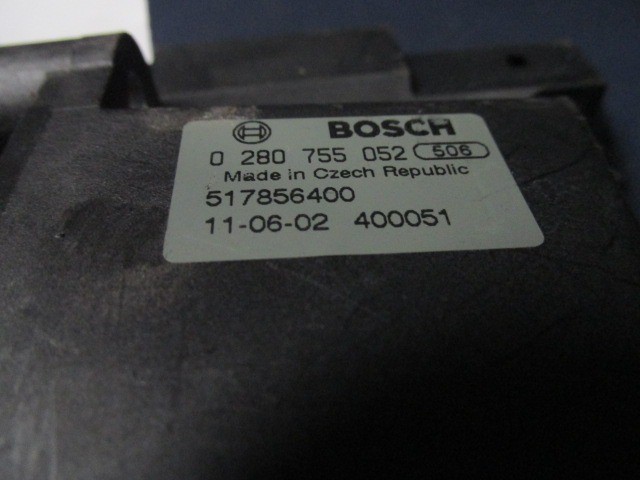 BOSCH
0 280 755 052 506
Made in Czech Republic
517856400
11-06-02 400051